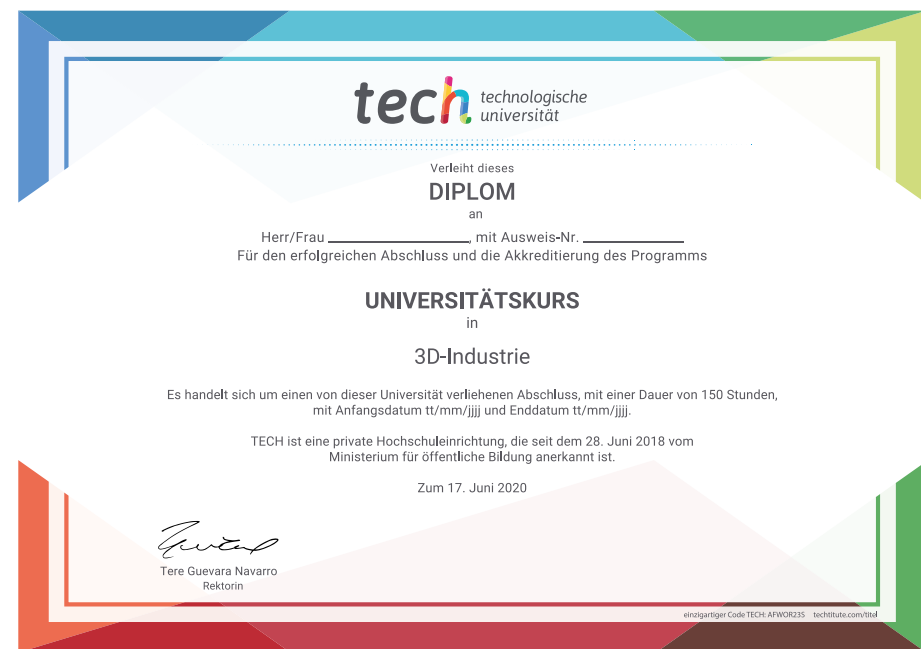 tech technologische
universität
Verleiht dieses
DIPLOM
an
Herr/Frau ____________________, mit Ausweis-Nr. ______________
Für den erfolgreichen Abschluss und die Akkreditierung des Programms
UNIVERSITÄTSKURS
in
3D-Industrie
Es handelt sich um einen von dieser Universität verliehenen Abschluss, mit einer Dauer von 150 Stunden,
mit Anfangsdatum tt/mm/jjjj und Enddatum tt/mm/jjjj.
TECH ist eine private Hochschuleinrichtung, die seit dem 28. Juni 2018 vom
Ministerium für öffentliche Bildung anerkannt ist.
Zum 17. Juni 2020
Tere Guevara Navarro
Rektorin
einzigartiger Code TECH: AFWOR23S techtitute.com/titel